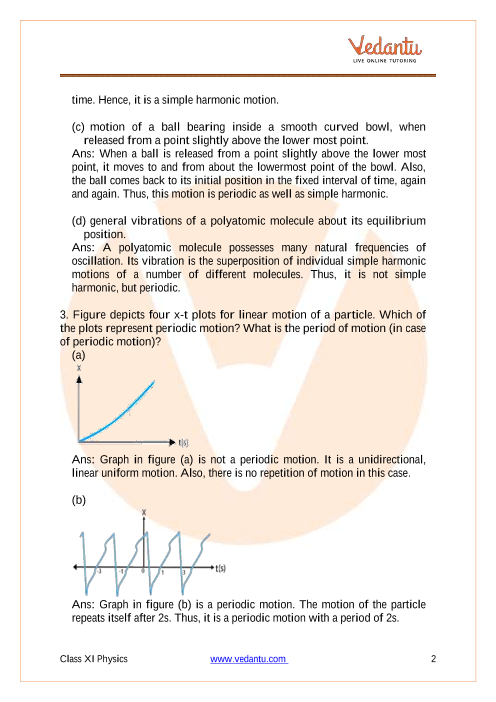 Vedantu
LIVE ONLINE TUTORING
time. Hence, it is a simple harmonic motion.
(c) motion of a ball bearing inside a smooth curved bowl, when
released from a point slightly above the lower most point.
Ans: When a ball is released from a point slightly above the lower most
point, it moves to and from about the lowermost point of the bowl. Also,
the ball comes back to its initial position in the fixed interval of time, again
and again. Thus, this motion is periodic as well as simple harmonic.
(d) general vibrations of a polyatomic molecule about its equilibrium
position.
Ans: A polyatomic molecule possesses many natural frequencies of
oscillation. Its vibration is the superposition of individual simple harmonic
motions of a number of different molecules. Thus, it is not simple
harmonic, but periodic.
3. Figure depicts four x-t plots for linear motion of a particle. Which of
the plots represent periodic motion? What is the period of motion (in case
of periodic motion)?
(a)
X
t(s)
Ans: Graph in figure (a) is not a periodic motion. It is a unidirectional,
linear uniform motion. Also, there is no repetition of motion in this case.
(b)
X
-3 -1 0 1 3 t(s)
Ans: Graph in figure (b) is a periodic motion. The motion of the particle
repeats itself after 2s. Thus, it is a periodic motion with a period of 2s.
Class XI Physics www.vedantu.com 2